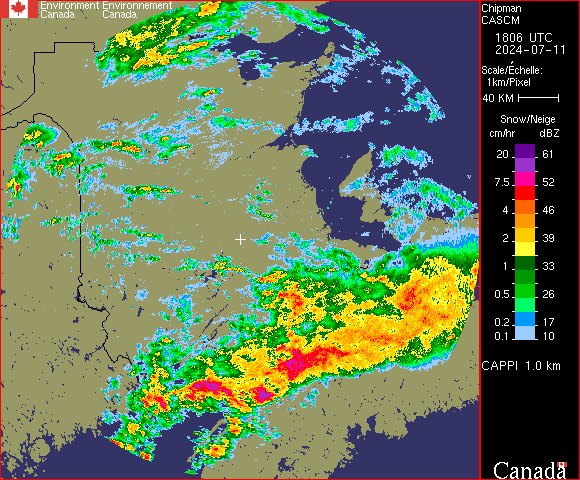 Environment Environnement
Canada Canada
Chipman
CASCM
1806 UTC
2024-07-11
Scale/Échelle:
1km/Pixel
40 KM
Snow/Neige
cm/hr dBZ
20 61
7.5 52
4 46
2 39
1 33
0.5 26
0.2 17
0.1 10
CAPPI 1.0 km
Canada